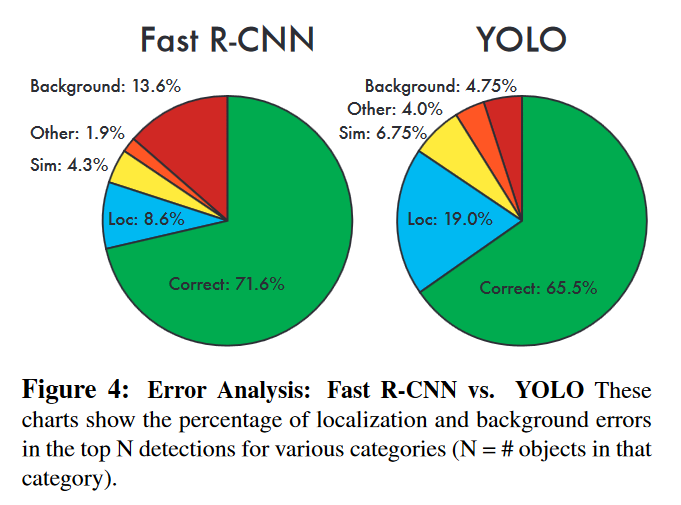 Fast R-CNN
Background: 13.6%
Other: 1.9%
Sim: 4.3%
Loc: 8.6%
Correct: 71.6%
YOLO
Background: 4.75%
Other: 4.0%
Sim: 6.75%
Loc: 19.0%
Correct: 65.5%
Figure 4: Error Analysis: Fast R-CNN vs. YOLO These
charts show the percentage of localization and background errors
in the top N detections for various categories (N = # objects in that
category).